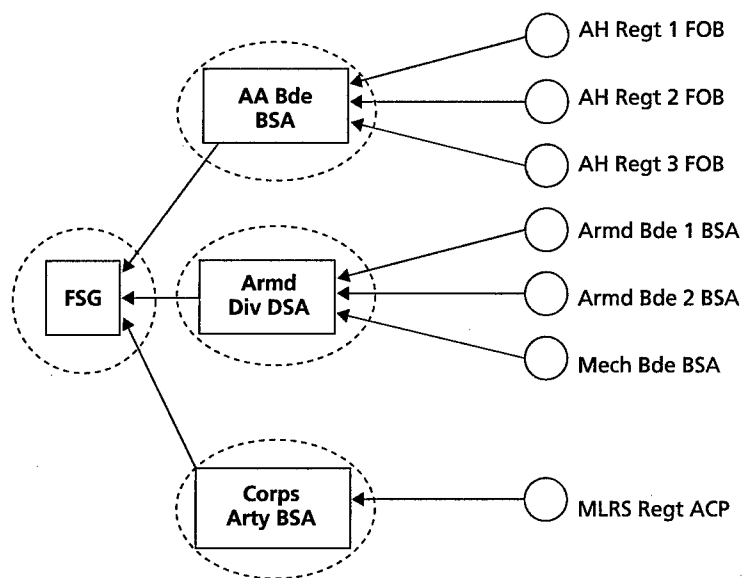 AH Regt 1 FOB
AA Bde
BSA
AH Regt 2 FOB
AH Regt 3 FOB
Armd Bde 1 BSA
FSG
Armd
Div DSA
Armd Bde 2 BSA
Mech Bde BSA
Corps
Arty BSA
MLRS Regt ACP